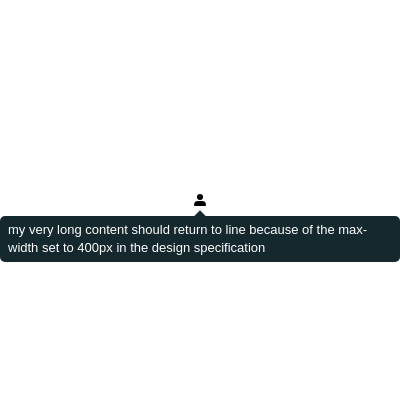 my very long content should return to line because of the max-
width set to 400px in the design specification